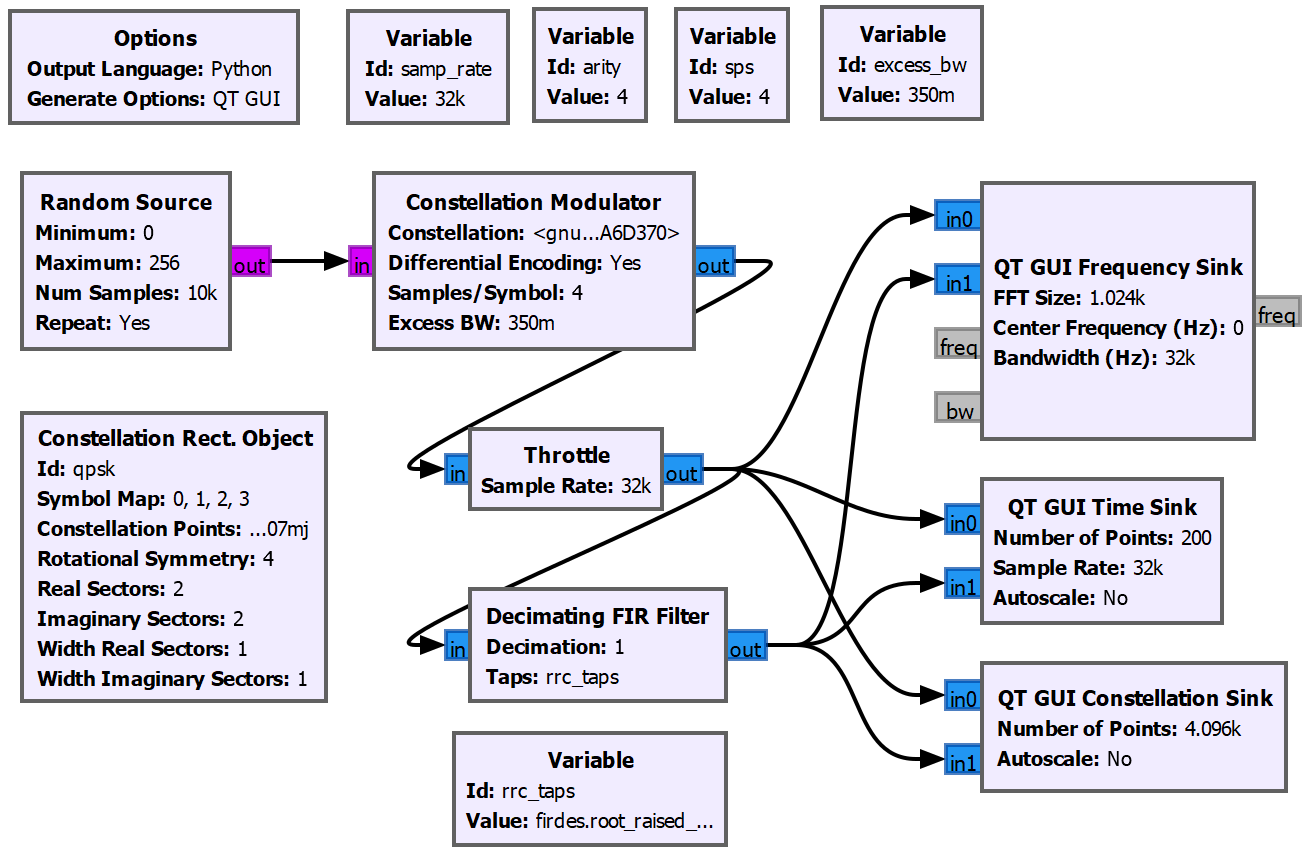 Options
Output Language: Python
Generate Options: QT GUI
Variable
Id: samp_rate
Value: 32k
Variable
Id: arity
Value: 4
Variable
Id: sps
Value: 4
Variable
Id: excess_bw
Value: 350m
Random Source
Minimum: 0
Maximum: 256
Num Samples: 10k
Repeat: Yes
out
in
Constellation Modulator
Constellation: <gnu...A6D370>
Differential Encoding: Yes
Samples/Symbol: 4
Excess BW: 350m
out
in0
in1
freq
bw
QT GUI Frequency Sink
FFT Size: 1.024k
Center Frequency (Hz): 0
Bandwidth (Hz): 32k
freq
Constellation Rect. Object
Id: qpsk
Symbol Map: 0, 1, 2, 3
Constellation Points: ...07mj
Rotational Symmetry: 4
Real Sectors: 2
Imaginary Sectors: 2
Width Real Sectors: 1
Width Imaginary Sectors: 1
in
Throttle
Sample Rate: 32k
out
in0
in1
QT GUI Time Sink
Number of Points: 200
Sample Rate: 32k
Autoscale: No
in
Decimating FIR Filter
Decimation: 1
Taps: rrc_taps
out
in0
in1
QT GUI Constellation Sink
Number of Points: 4.096k
Autoscale: No
Variable
Id: rrc_taps
Value: firdes.root_raised_...